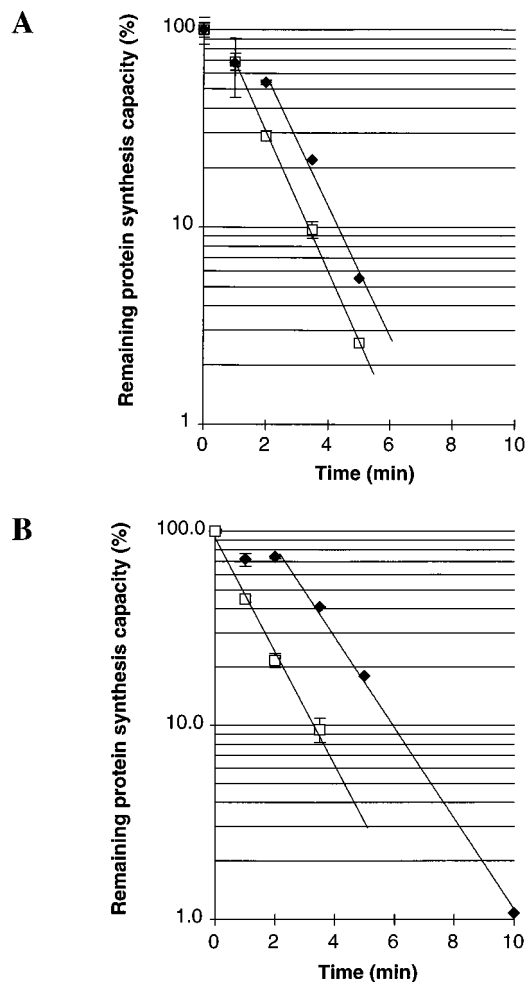 A
Remaining protein synthesis capacity (%)
100
10
1
0 2 4 6 8 10
Time (min)
B
Remaining protein synthesis capacity (%)
100.0
10.0
1.0
0 2 4 6 8 10
Time (min)